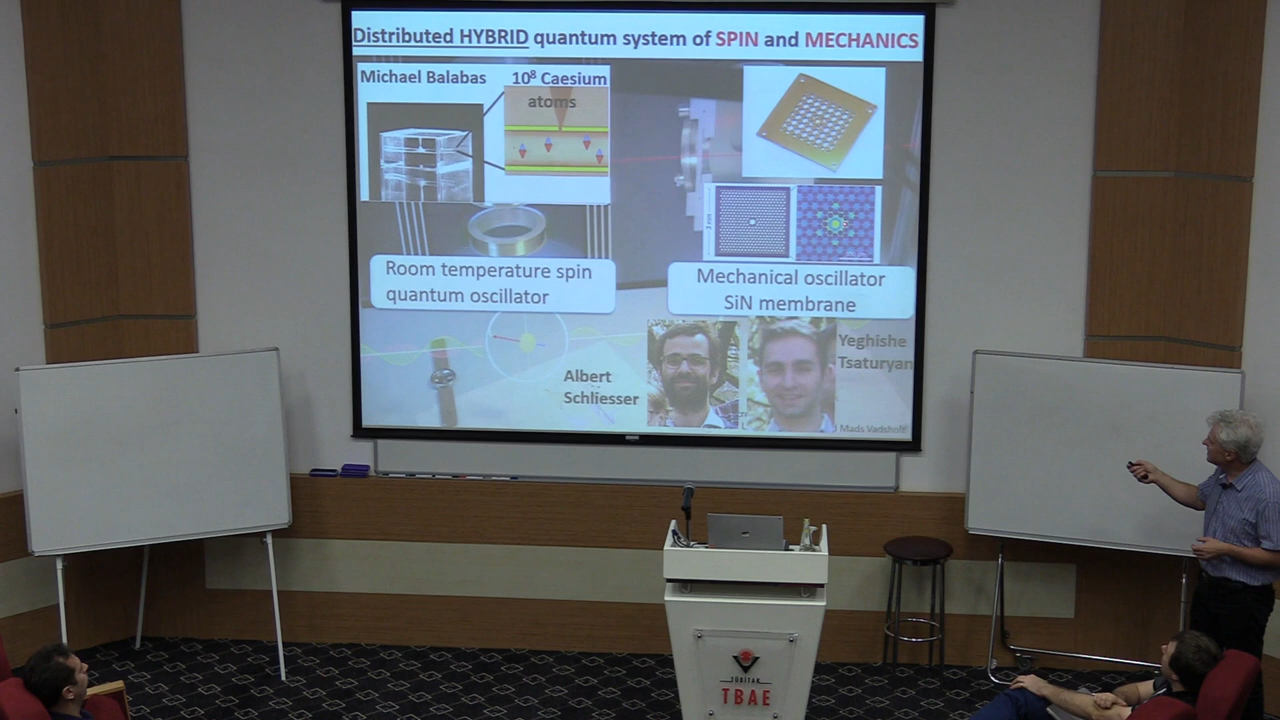 Distributed HYBRID quantum system of SPIN and MECHANICS
Michael Balabas
10⁸ Caesium
atoms
Room temperature spin
quantum oscillator
Mechanical oscillator
SiN membrane
Albert
Schliesser
Yeghishe
Tsaturyan
Mads Vadsholt
TÜBİTAK
TBAE